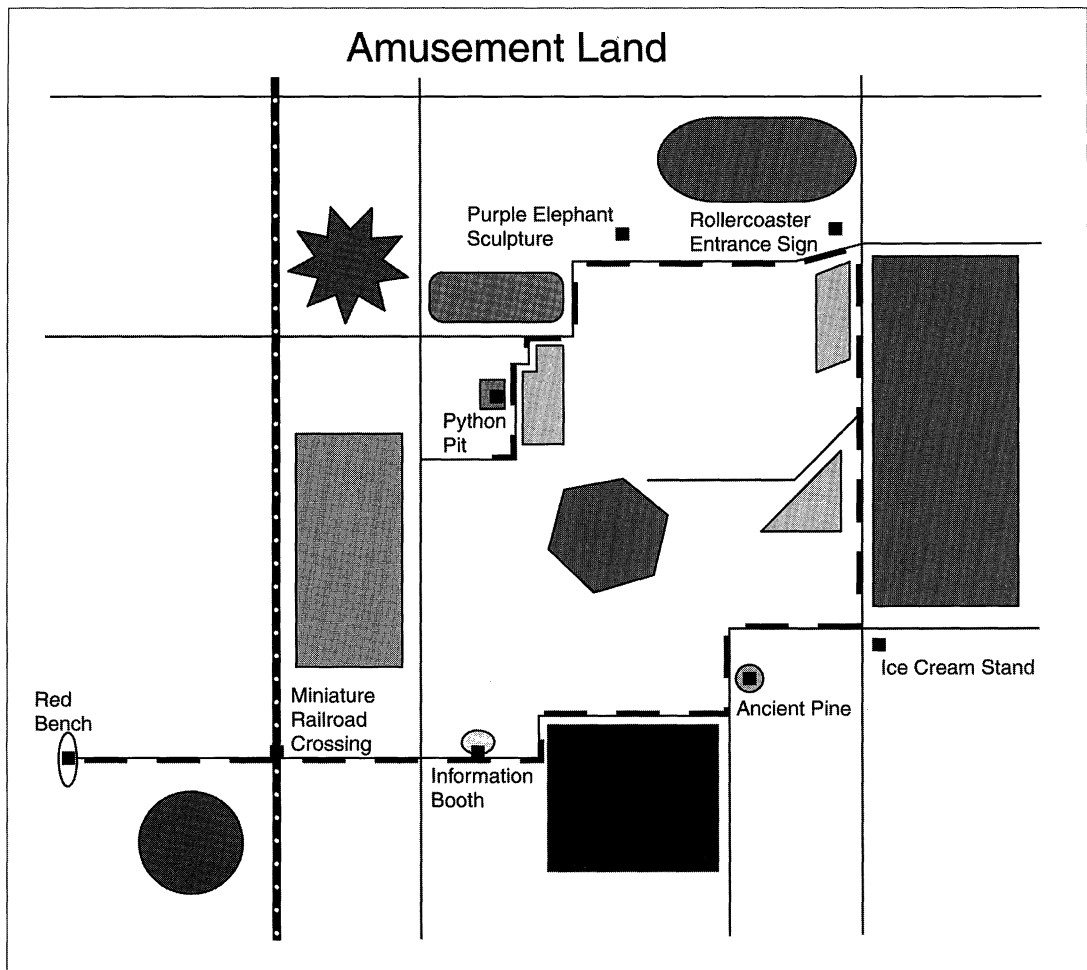 Amusement Land
Purple Elephant
Sculpture
Rollercoaster
Entrance Sign
Python
Pit
Ice Cream Stand
Ancient Pine
Red
Bench
Miniature
Railroad
Crossing
Information
Booth